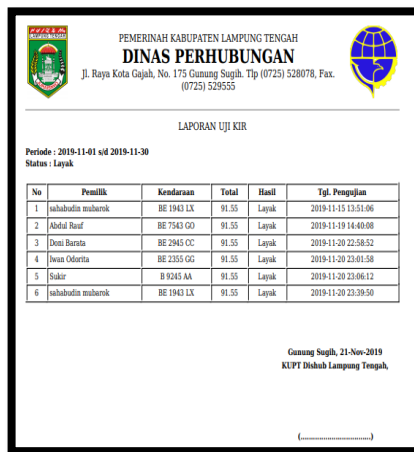 PEMERINAH KABUPATEN LAMPUNG TENGAH
DINAS PERHUBUNGAN
Jl. Raya Kota Gajah, No. 175 Gunung Sugih. Tlp (0725) 528078, Fax.
(0725) 529555
LAPORAN UJI KIR
Periode : 2019-11-01 s/d 2019-11-30
Status : Layak
No Pemilik Kendaraan Total Hasil Tgl. Pengujian
1 sahabudin mubarok BE 1943 LX 91.55 Layak 2019-11-15 13:51:06
2 Abdul Rauf BE 7543 GO 91.55 Layak 2019-11-19 14:40:08
3 Doni Barata BE 2945 CC 91.55 Layak 2019-11-20 22:58:52
4 Iwan Odorita BE 2355 GG 91.55 Layak 2019-11-20 23:01:58
5 Sukir B 9245 AA 91.55 Layak 2019-11-20 23:06:12
6 sahabudin mubarok BE 1943 LX 91.55 Layak 2019-11-20 23:39:50
Gunung Sugih, 21-Nov-2019
KUPT Dishub Lampung Tengah,
(.................................)